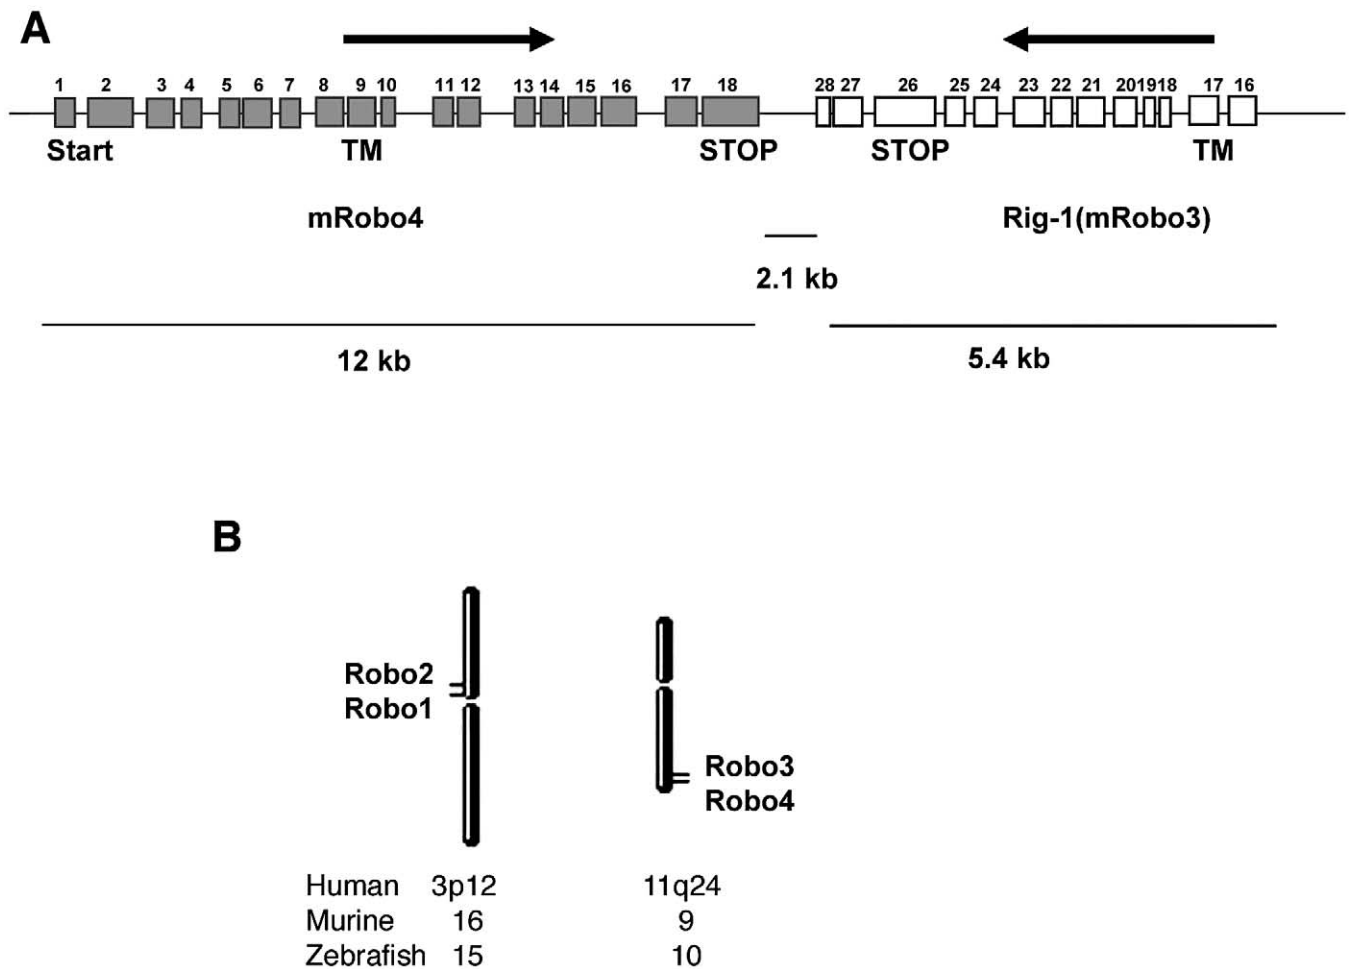 A
1 2 3 4 5 6 7 8 9 10 11 12 13 14 15 16 17 18 28 27 26 25 24 23 22 21 20 19 18 17 16
Start TM STOP STOP TM
mRobo4 Rig-1(mRobo3)
2.1 kb
12 kb 5.4 kb
B
Robo2
Robo1
Robo3
Robo4
Human 3p12 11q24
Murine 16 9
Zebrafish 15 10